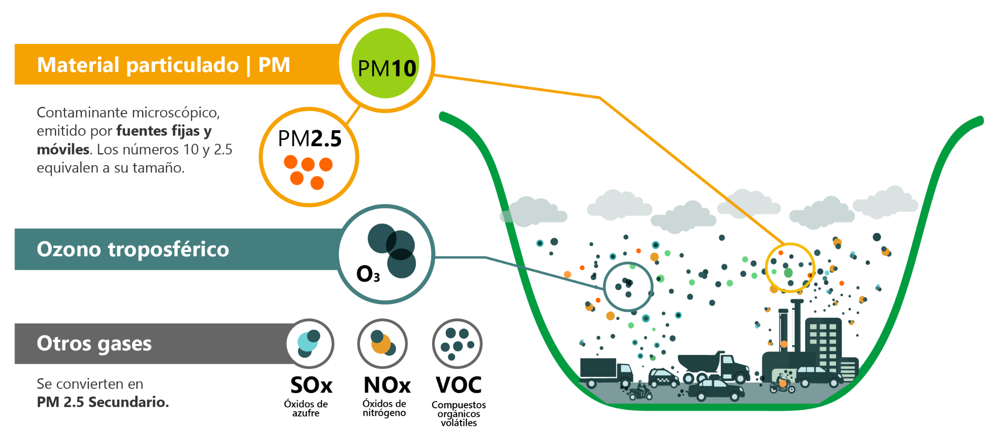 Material particulado | PM
PM10
Contaminante microscópico,
emitido por fuentes fijas y
móviles. Los números 10 y 2.5
equivalen a su tamaño.
PM2.5
Ozono troposférico
O₃
Otros gases
Se convierten en
PM 2.5 Secundario.
SOx
Óxidos de
azufre
NOx
Óxidos de
nitrógeno
VOC
Compuestos
orgánicos
volátiles